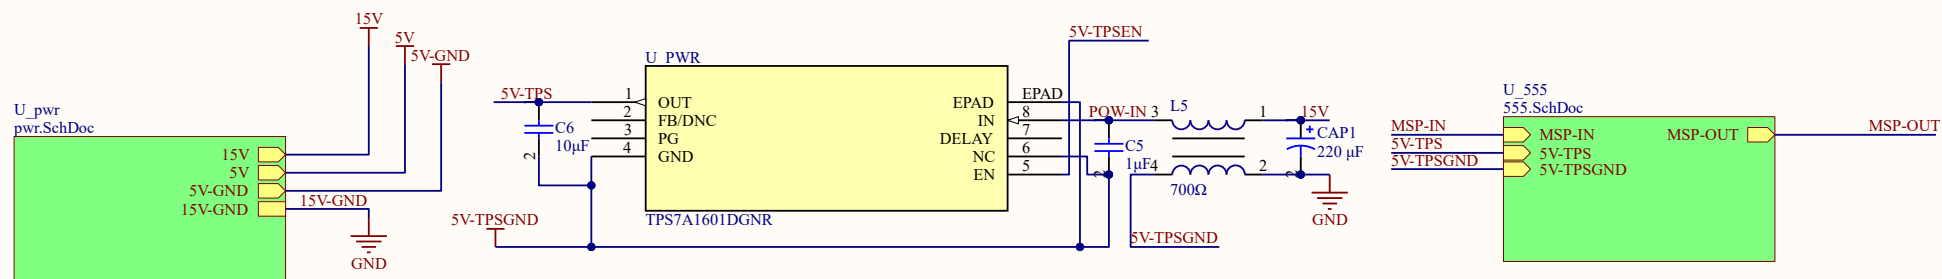 15V
5V
5V-GND
U_pwr
pwr.SchDoc
15V
5V
5V-GND
15V-GND
15V-GND
GND
5V-TPS
C6
10μF
2
5V-TPSGND
U_PWR
1
2
3
4
OUT
FB/DNC
PG
GND
EPAD
IN
DELAY
NC
EN
EPAD
8
7
6
5
TPS7A1601DGNR
5V-TPSEN
POW-IN
C5
1μF
2
3
L5
1
4
2
700Ω
5V-TPSGND
15V
+
CAP1
220 μF
2
GND
MSP-IN
5V-TPS
5V-TPSGND
U_555
555.SchDoc
MSP-IN
5V-TPS
5V-TPSGND
MSP-OUT
MSP-OUT